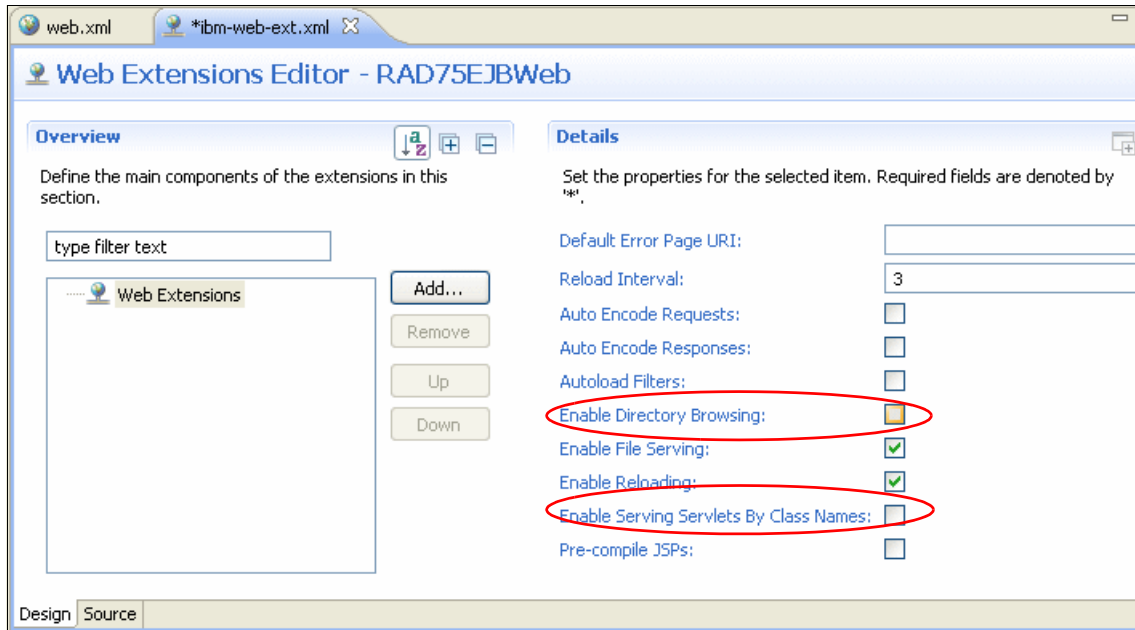 web.xml
*ibm-web-ext.xml
Web Extensions Editor - RAD75EJBWeb
Overview
Define the main components of the extensions in this
section.
type filter text
Web Extensions
Add...
Remove
Up
Down
Details
Set the properties for the selected item. Required fields are denoted by
'*'.
Default Error Page URI:
Reload Interval: 3
Auto Encode Requests:
Auto Encode Responses:
Autoload Filters:
Enable Directory Browsing:
Enable File Serving:
Enable Reloading:
Enable Serving Servlets By Class Names:
Pre-compile JSPs:
Design Source